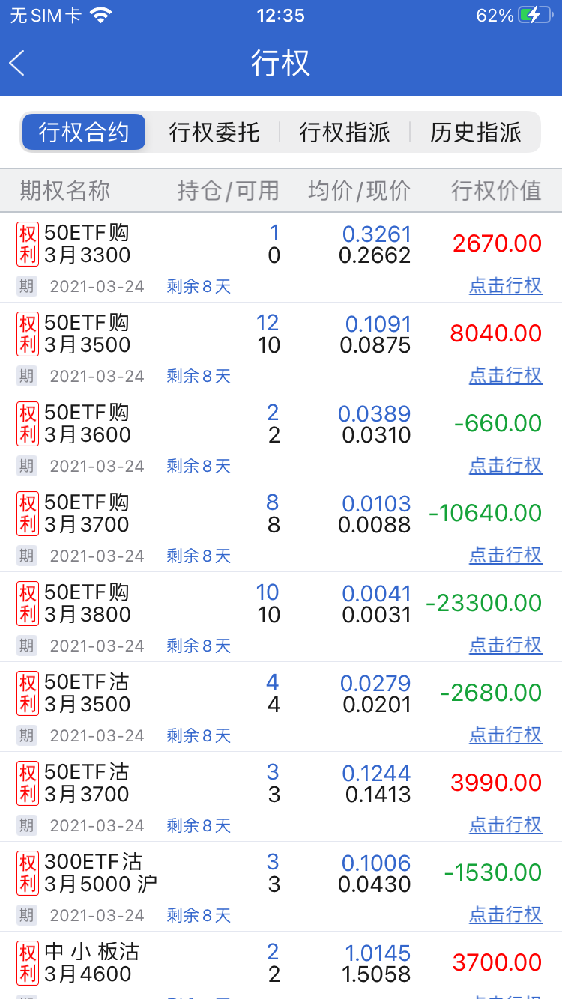 无SIM卡 12:35 62%
行权
行权合约 行权委托 行权指派 历史指派
期权名称 持仓/可用 均价/现价 行权价值
权利 50ETF购 1 0.3261 2670.00
3月3300 0 0.2662
期 2021-03-24 剩余8天 点击行权
权利 50ETF购 12 0.1091 8040.00
3月3500 10 0.0875
期 2021-03-24 剩余8天 点击行权
权利 50ETF购 2 0.0389 -660.00
3月3600 2 0.0310
期 2021-03-24 剩余8天 点击行权
权利 50ETF购 8 0.0103 -10640.00
3月3700 8 0.0088
期 2021-03-24 剩余8天 点击行权
权利 50ETF购 10 0.0041 -23300.00
3月3800 10 0.0031
期 2021-03-24 剩余8天 点击行权
权利 50ETF沽 4 0.0279 -2680.00
3月3500 4 0.0201
期 2021-03-24 剩余8天 点击行权
权利 50ETF沽 3 0.1244 3990.00
3月3700 3 0.1413
期 2021-03-24 剩余8天 点击行权
权利 300ETF沽 3 0.1006 -1530.00
3月5000 沪 3 0.0430
期 2021-03-24 剩余8天 点击行权
权利 中 小 板沽 2 1.0145 3700.00
3月4600 2 1.5058